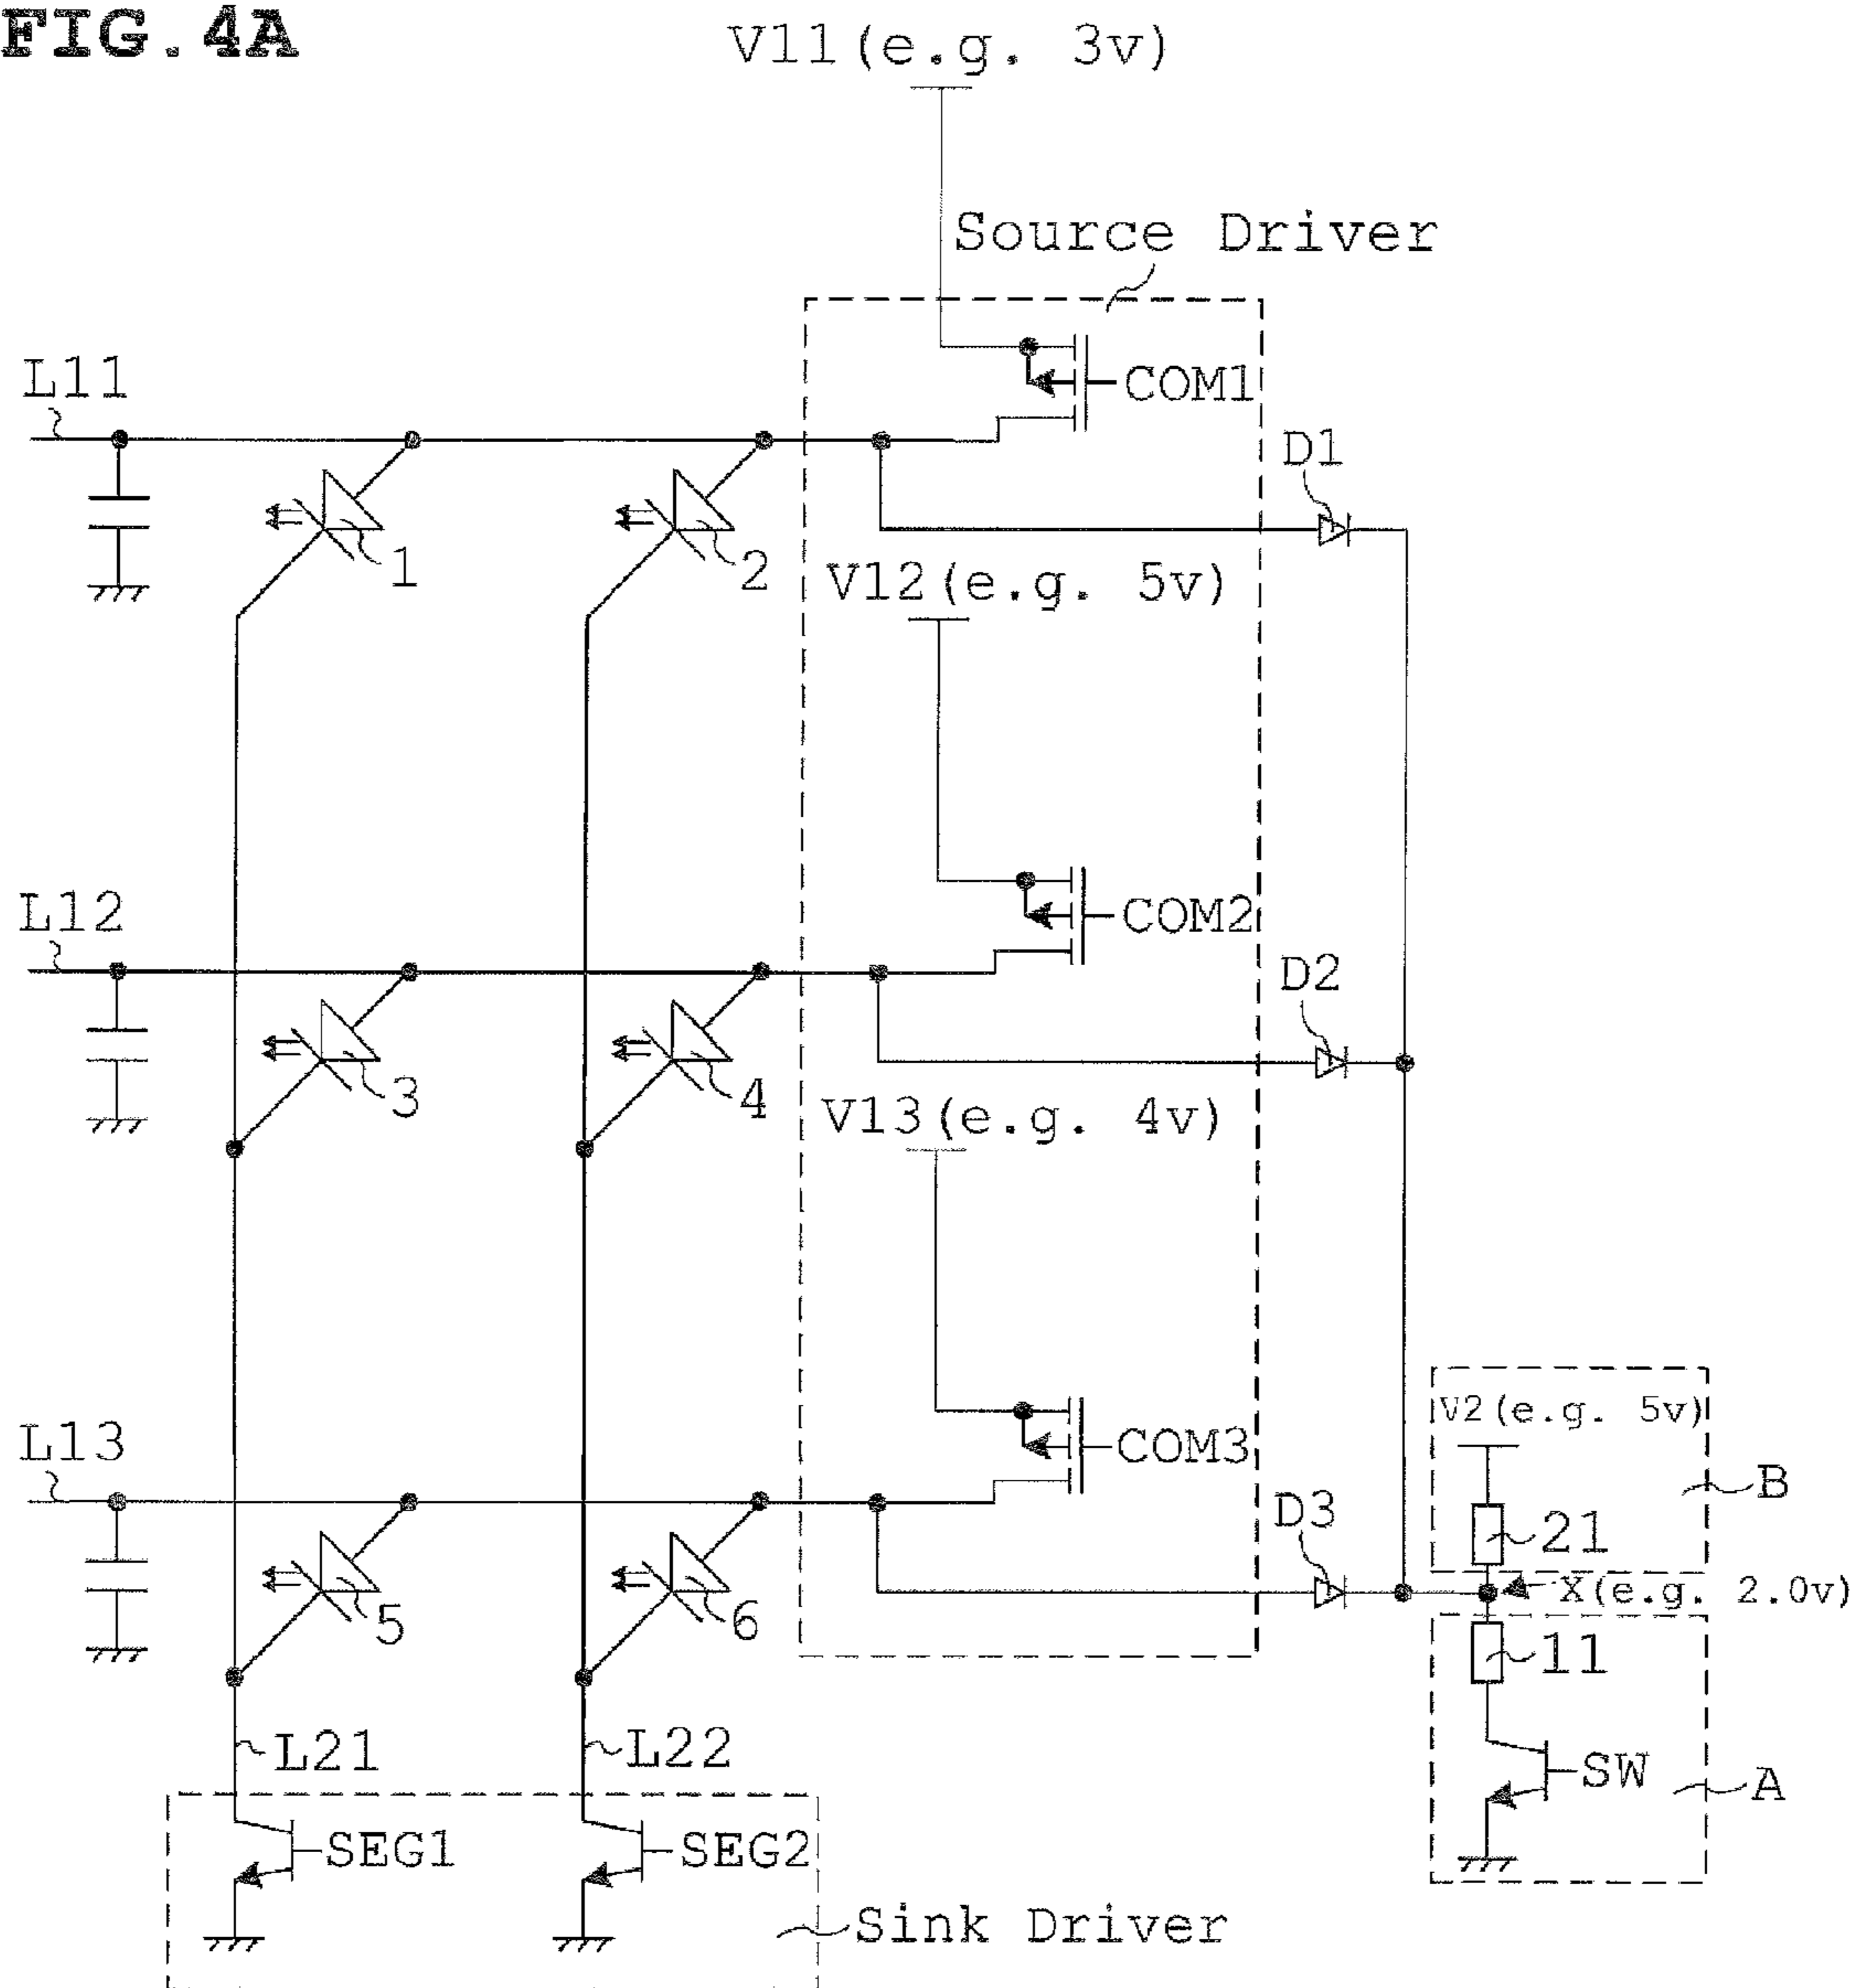 FIG. 4A
V11(e.g. 3v)
Source Driver
L11
COM1
D1
1
2
V12(e.g. 5v)
L12
COM2
D2
3
4
V13(e.g. 4v)
L13
COM3
V2(e.g. 5v)
B
D3
21
X(e.g. 2.0v)
5
6
11
L21
L22
SW
A
SEG1
SEG2
Sink Driver